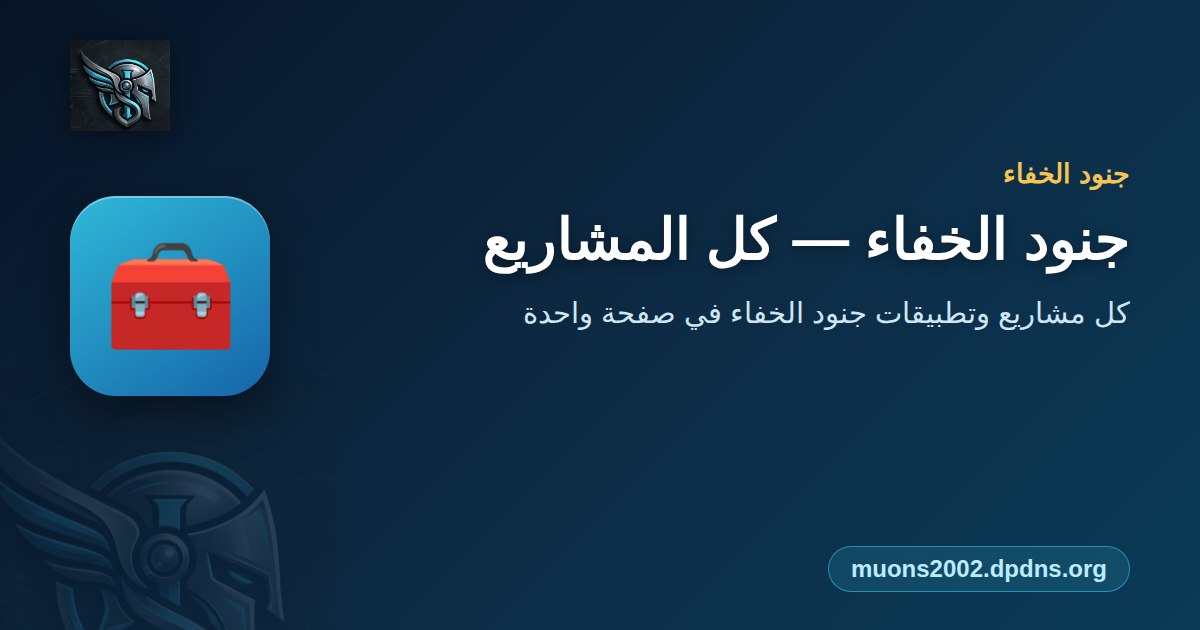 جنود الخفاء
جنود الخفاء — كل المشاريع
كل مشاريع وتطبيقات جنود الخفاء في صفحة واحدة
muons2002.dpdns.org